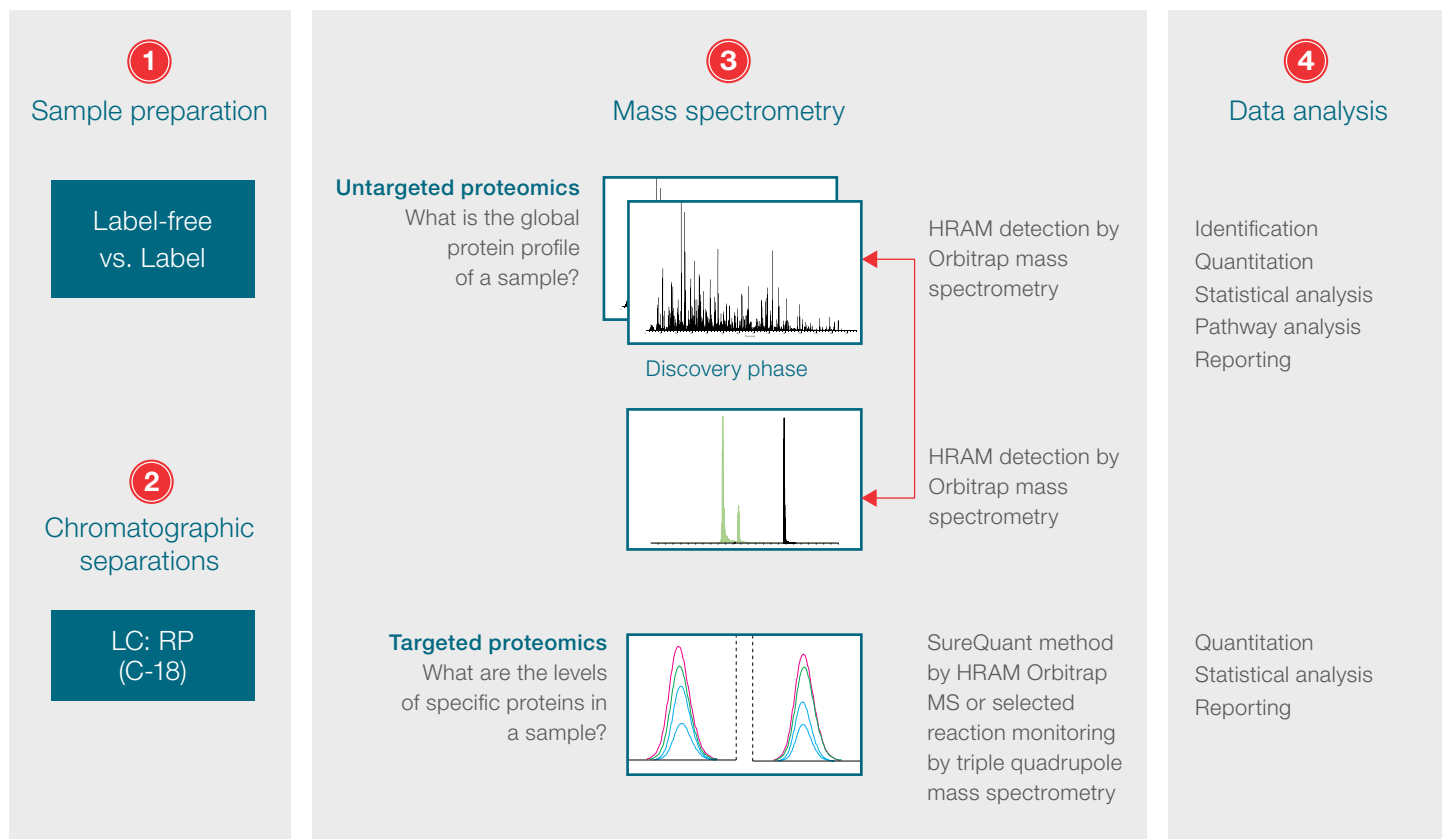 1
Sample preparation
Label-free
vs. Label
2
Chromatographic
separations
LC: RP
(C-18)
3
Mass spectrometry
Untargeted proteomics
What is the global
protein profile
of a sample?
Discovery phase
HRAM detection by
Orbitrap mass
spectrometry
HRAM detection by
Orbitrap mass
spectrometry
Targeted proteomics
What are the levels
of specific proteins in
a sample?
SureQuant method
by HRAM Orbitrap
MS or selected
reaction monitoring
by triple quadrupole
mass spectrometry
4
Data analysis
Identification
Quantitation
Statistical analysis
Pathway analysis
Reporting
Quantitation
Statistical analysis
Reporting